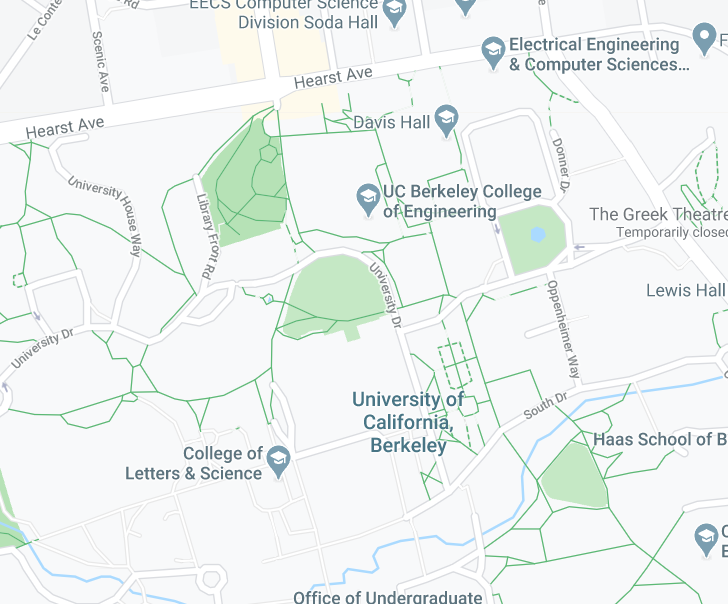 Rd
Le Conte
Scenic Ave
EECS Computer Science
Division Soda Hall
Electrical Engineering
& Computer Sciences...
F
Hearst Ave
Hearst Ave
Davis Hall
Donner Dr
University House Way
Library Front Rd
UC Berkeley College
of Engineering
The Greek Theatre
Temporarily closed
University Dr
Lewis Hall
Oppenheimer Way
University Dr
South Dr
University of
California,
Berkeley
College of
Letters & Science
Haas School of B
C
E
Office of Undergraduate